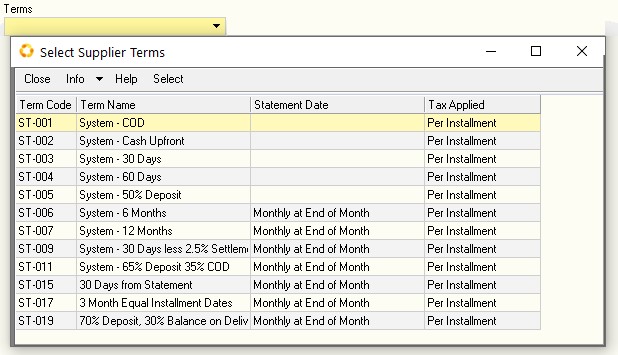 Terms
Select Supplier Terms
Close Info Help Select
Term Code Term Name Statement Date Tax Applied
ST-001 System - COD Per Installment
ST-002 System - Cash Upfront Per Installment
ST-003 System - 30 Days Per Installment
ST-004 System - 60 Days Per Installment
ST-005 System - 50% Deposit Per Installment
ST-006 System - 6 Months Monthly at End of Month Per Installment
ST-007 System - 12 Months Monthly at End of Month Per Installment
ST-009 System - 30 Days less 2.5% Settlem Monthly at End of Month Per Installment
ST-011 System - 65% Deposit 35% COD Monthly at End of Month Per Installment
ST-015 30 Days from Statement Monthly at End of Month Per Installment
ST-017 3 Month Equal Installment Dates Monthly at End of Month Per Installment
ST-019 70% Deposit, 30% Balance on Deliv Monthly at End of Month Per Installment